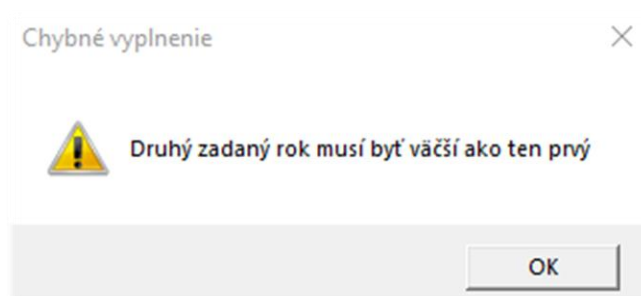 Chybné vyplnenie
Druhý zadaný rok musí byť väčší ako ten prvý
OK